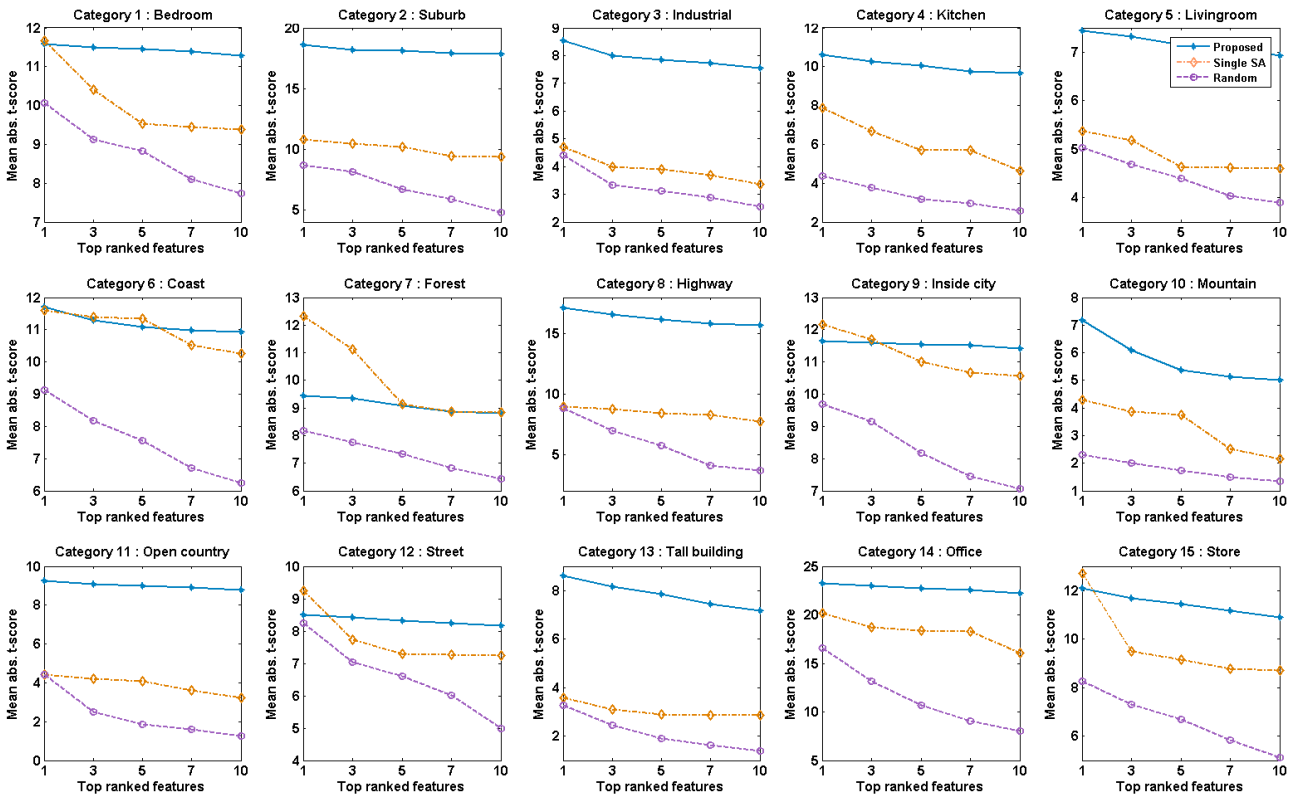 Category 1 : Bedroom
12
11
10
9
8
7
Mean abs. t-score
1 3 5 7 10
Top ranked features
Category 2 : Suburb
20
15
10
5
Mean abs. t-score
1 3 5 7 10
Top ranked features
Category 3 : Industrial
9
8
7
6
5
4
3
2
Mean abs. t-score
1 3 5 7 10
Top ranked features
Category 4 : Kitchen
12
10
8
6
4
2
Mean abs. t-score
1 3 5 7 10
Top ranked features
Category 5 : Livingroom
7
6
5
4
Mean abs. t-score
Proposed
Single SA
Random
1 3 5 7 10
Top ranked features
Category 6 : Coast
12
11
10
9
8
7
6
Mean abs. t-score
1 3 5 7 10
Top ranked features
Category 7 : Forest
13
12
11
10
9
8
7
6
Mean abs. t-score
1 3 5 7 10
Top ranked features
Category 8 : Highway
15
10
5
Mean abs. t-score
1 3 5 7 10
Top ranked features
Category 9 : Inside city
13
12
11
10
9
8
7
Mean abs. t-score
1 3 5 7 10
Top ranked features
Category 10 : Mountain
8
7
6
5
4
3
2
1
Mean abs. t-score
1 3 5 7 10
Top ranked features
Category 11 : Open country
10
8
6
4
2
0
Mean abs. t-score
1 3 5 7 10
Top ranked features
Category 12 : Street
10
9
8
7
6
5
4
Mean abs. t-score
1 3 5 7 10
Top ranked features
Category 13 : Tall building
8
6
4
2
Mean abs. t-score
1 3 5 7 10
Top ranked features
Category 14 : Office
25
20
15
10
5
Mean abs. t-score
1 3 5 7 10
Top ranked features
Category 15 : Store
12
10
8
6
Mean abs. t-score
1 3 5 7 10
Top ranked features